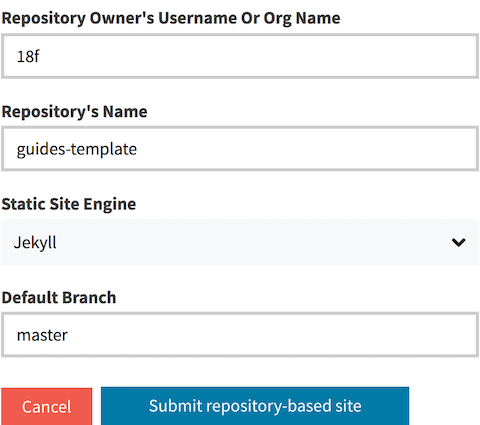 Repository Owner's Username Or Org Name
18f
Repository's Name
guides-template
Static Site Engine
Jekyll
Default Branch
master
Cancel
Submit repository-based site